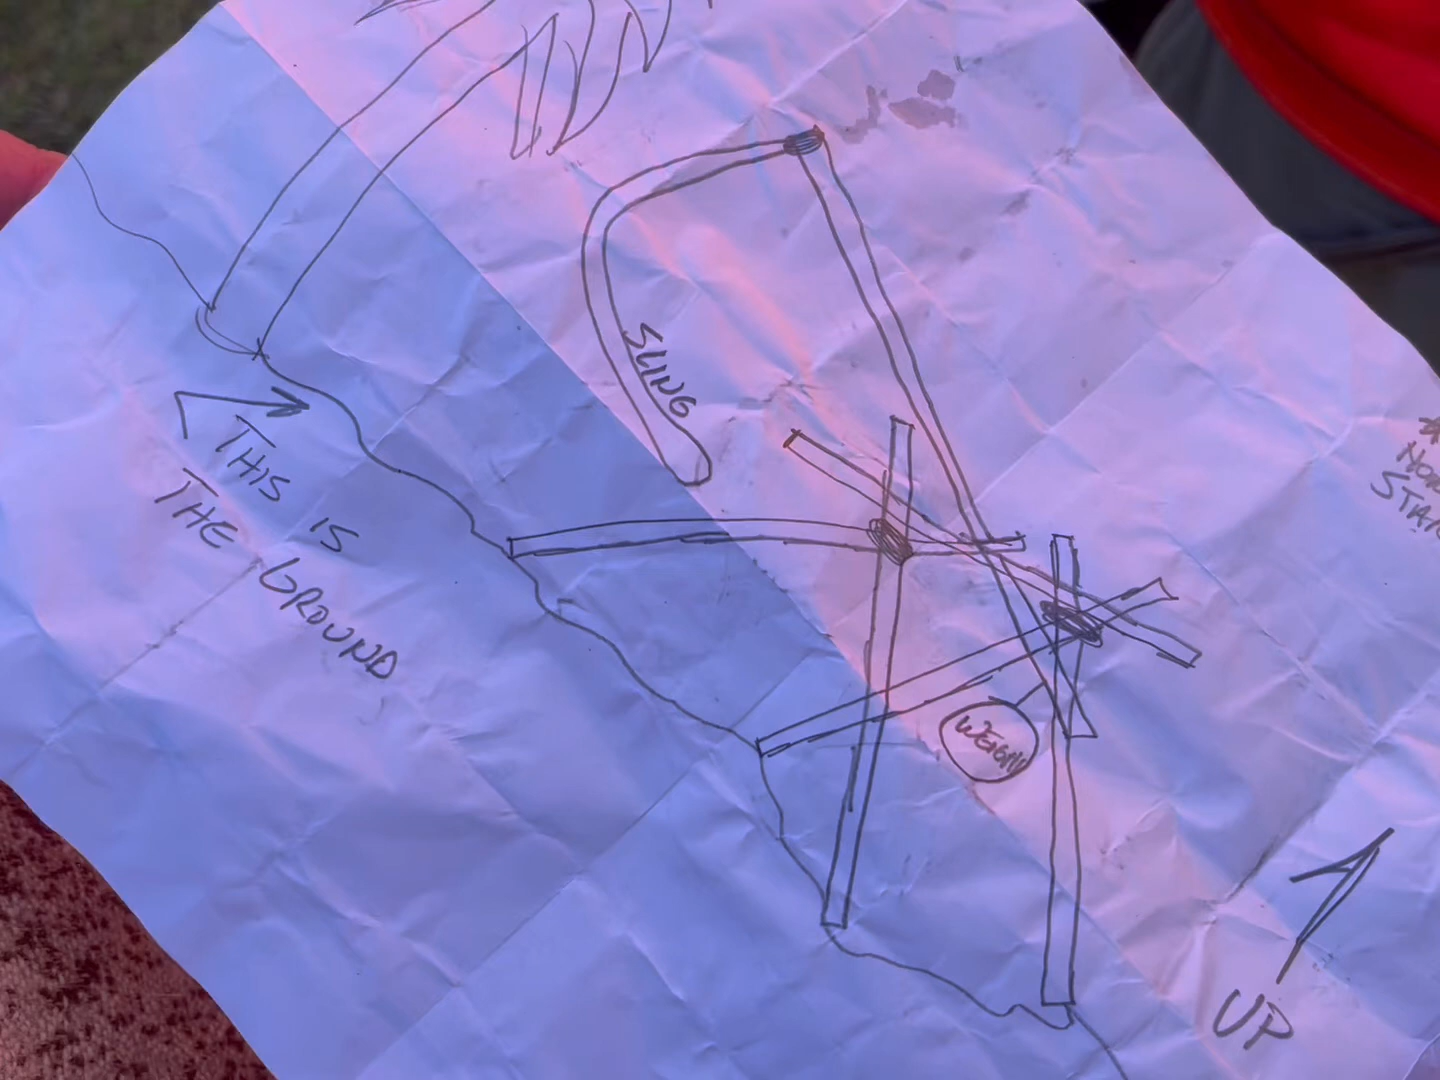 SLING
THIS IS
THE GROUND
WEIGHT
UP